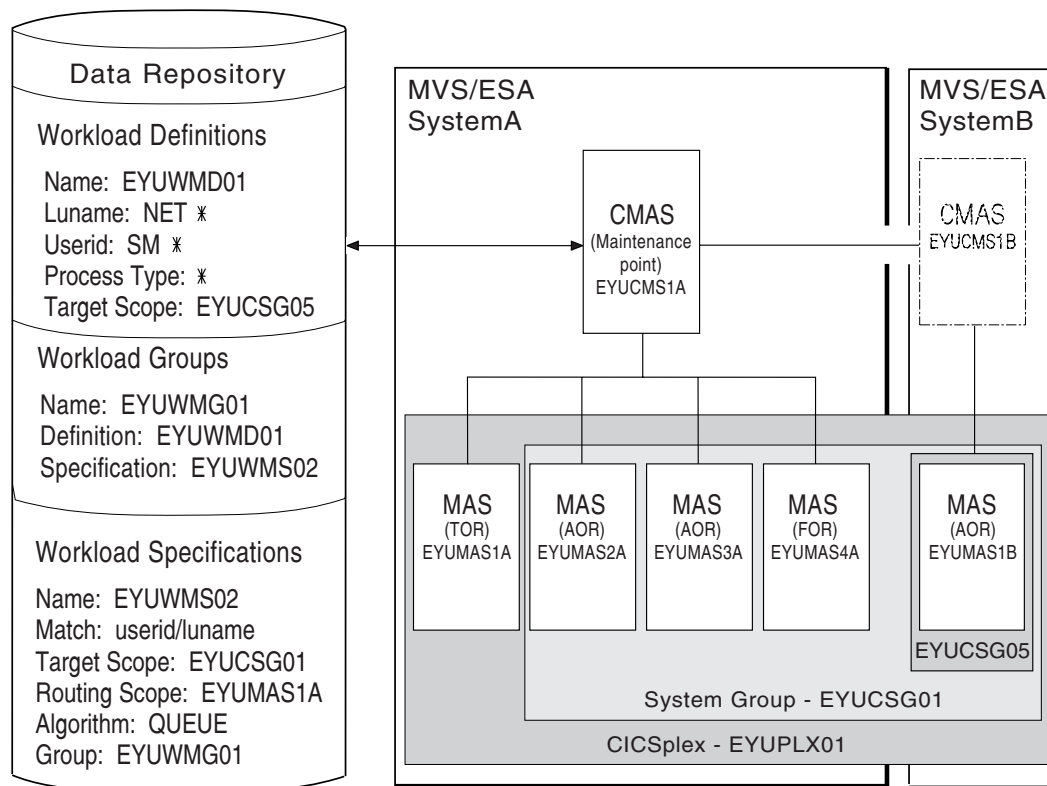 Data Repository
Workload Definitions
Name: EYUWMD01
Luname: NET *
Userid: SM *
Process Type: *
Target Scope: EYUCSG05
Workload Groups
Name: EYUWMG01
Definition: EYUWMD01
Specification: EYUWMS02
Workload Specifications
Name: EYUWMS02
Match: userid/luname
Target Scope: EYUCSG01
Routing Scope: EYUMAS1A
Algorithm: QUEUE
Group: EYUWMG01
MVS/ESA
SystemA
CMAS
(Maintenance
point)
EYUCMS1A
MVS/ESA
SystemB
CMAS
EYUCMS1B
MAS
(TOR)
EYUMAS1A
MAS
(AOR)
EYUMAS2A
MAS
(AOR)
EYUMAS3A
MAS
(FOR)
EYUMAS4A
MAS
(AOR)
EYUMAS1B
EYUCSG05
System Group - EYUCSG01
CICSplex - EYUPLX01